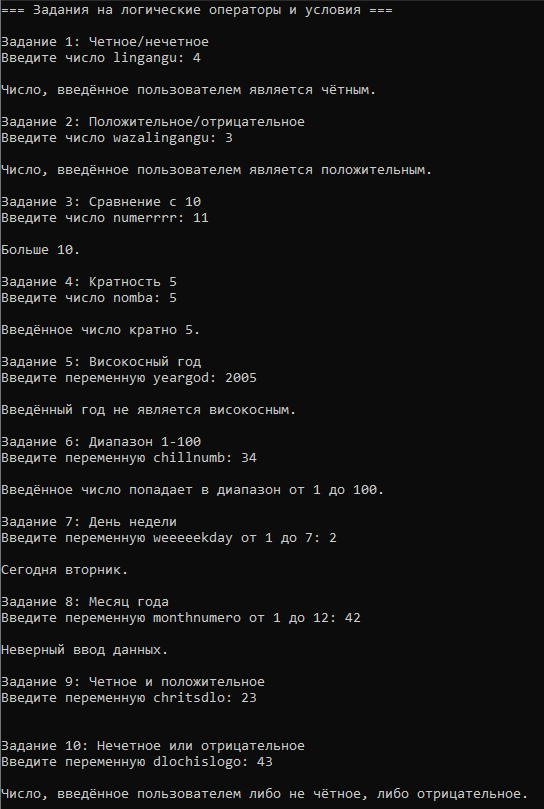 === Задания на логические операторы и условия ===
Задание 1: Четное/нечетное
Введите число lingangu: 4
Число, введённое пользователем является чётным.
Задание 2: Положительное/отрицательное
Введите число wazalingangu: 3
Число, введённое пользователем является положительным.
Задание 3: Сравнение с 10
Введите число numerrrr: 11
Больше 10.
Задание 4: Кратность 5
Введите число nomba: 5
Введённое число кратно 5.
Задание 5: Високосный год
Введите переменную yeargod: 2005
Введённый год не является високосным.
Задание 6: Диапазон 1-100
Введите переменную chillnumb: 34
Введённое число попадает в диапазон от 1 до 100.
Задание 7: День недели
Введите переменную weeeeekday от 1 до 7: 2
Сегодня вторник.
Задание 8: Месяц года
Введите переменную monthnumero от 1 до 12: 42
Неверный ввод данных.
Задание 9: Четное и положительное
Введите переменную chritsdlo: 23
Задание 10: Нечетное или отрицательное
Введите переменную dlochislogo: 43
Число, введённое пользователем либо не чётное, либо отрицательное.